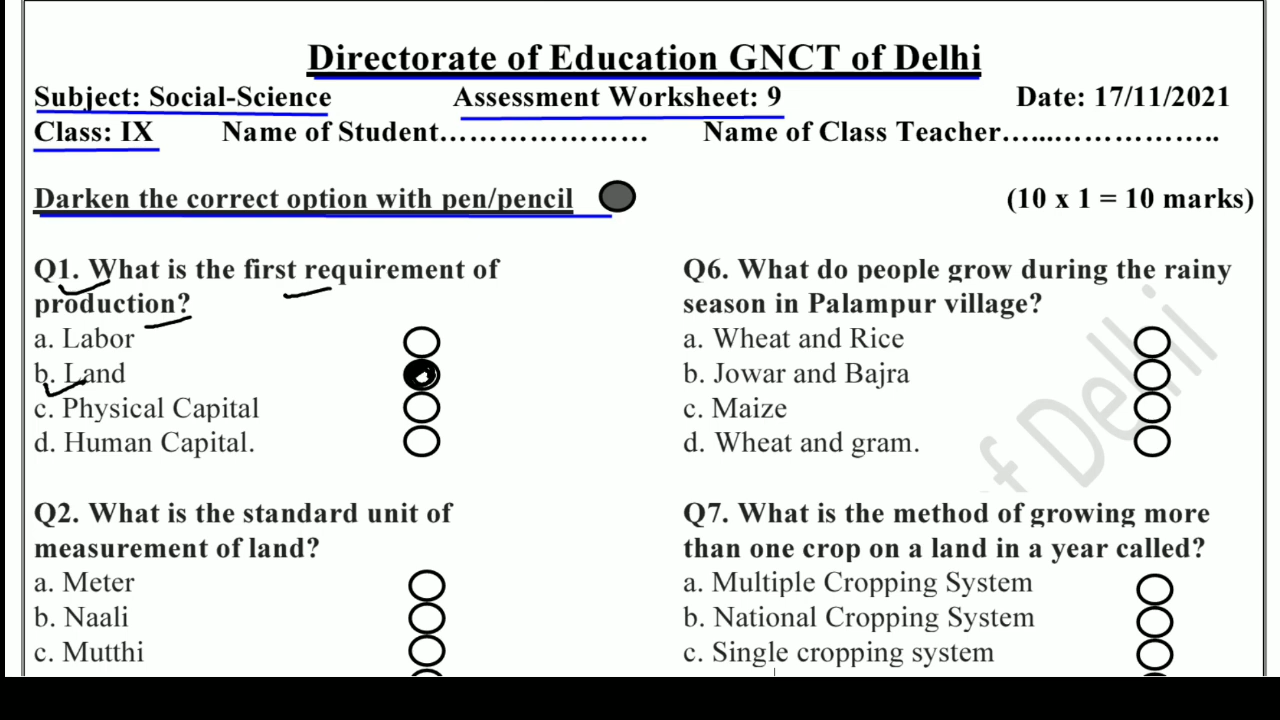 Directorate of Education GNCT of Delhi
Subject: Social-Science Assessment Worksheet: 9 Date: 17/11/2021
Class: IX Name of Student………………… Name of Class Teacher…...……………..
Darken the correct option with pen/pencil (10 x 1 = 10 marks)
Q1. What is the first requirement of
production?
a. Labor
b. Land
c. Physical Capital
d. Human Capital.
Q2. What is the standard unit of
measurement of land?
a. Meter
b. Naali
c. Mutthi
Q6. What do people grow during the rainy
season in Palampur village?
a. Wheat and Rice
b. Jowar and Bajra
c. Maize
d. Wheat and gram.
Q7. What is the method of growing more
than one crop on a land in a year called?
a. Multiple Cropping System
b. National Cropping System
c. Single cropping system
of Delhi